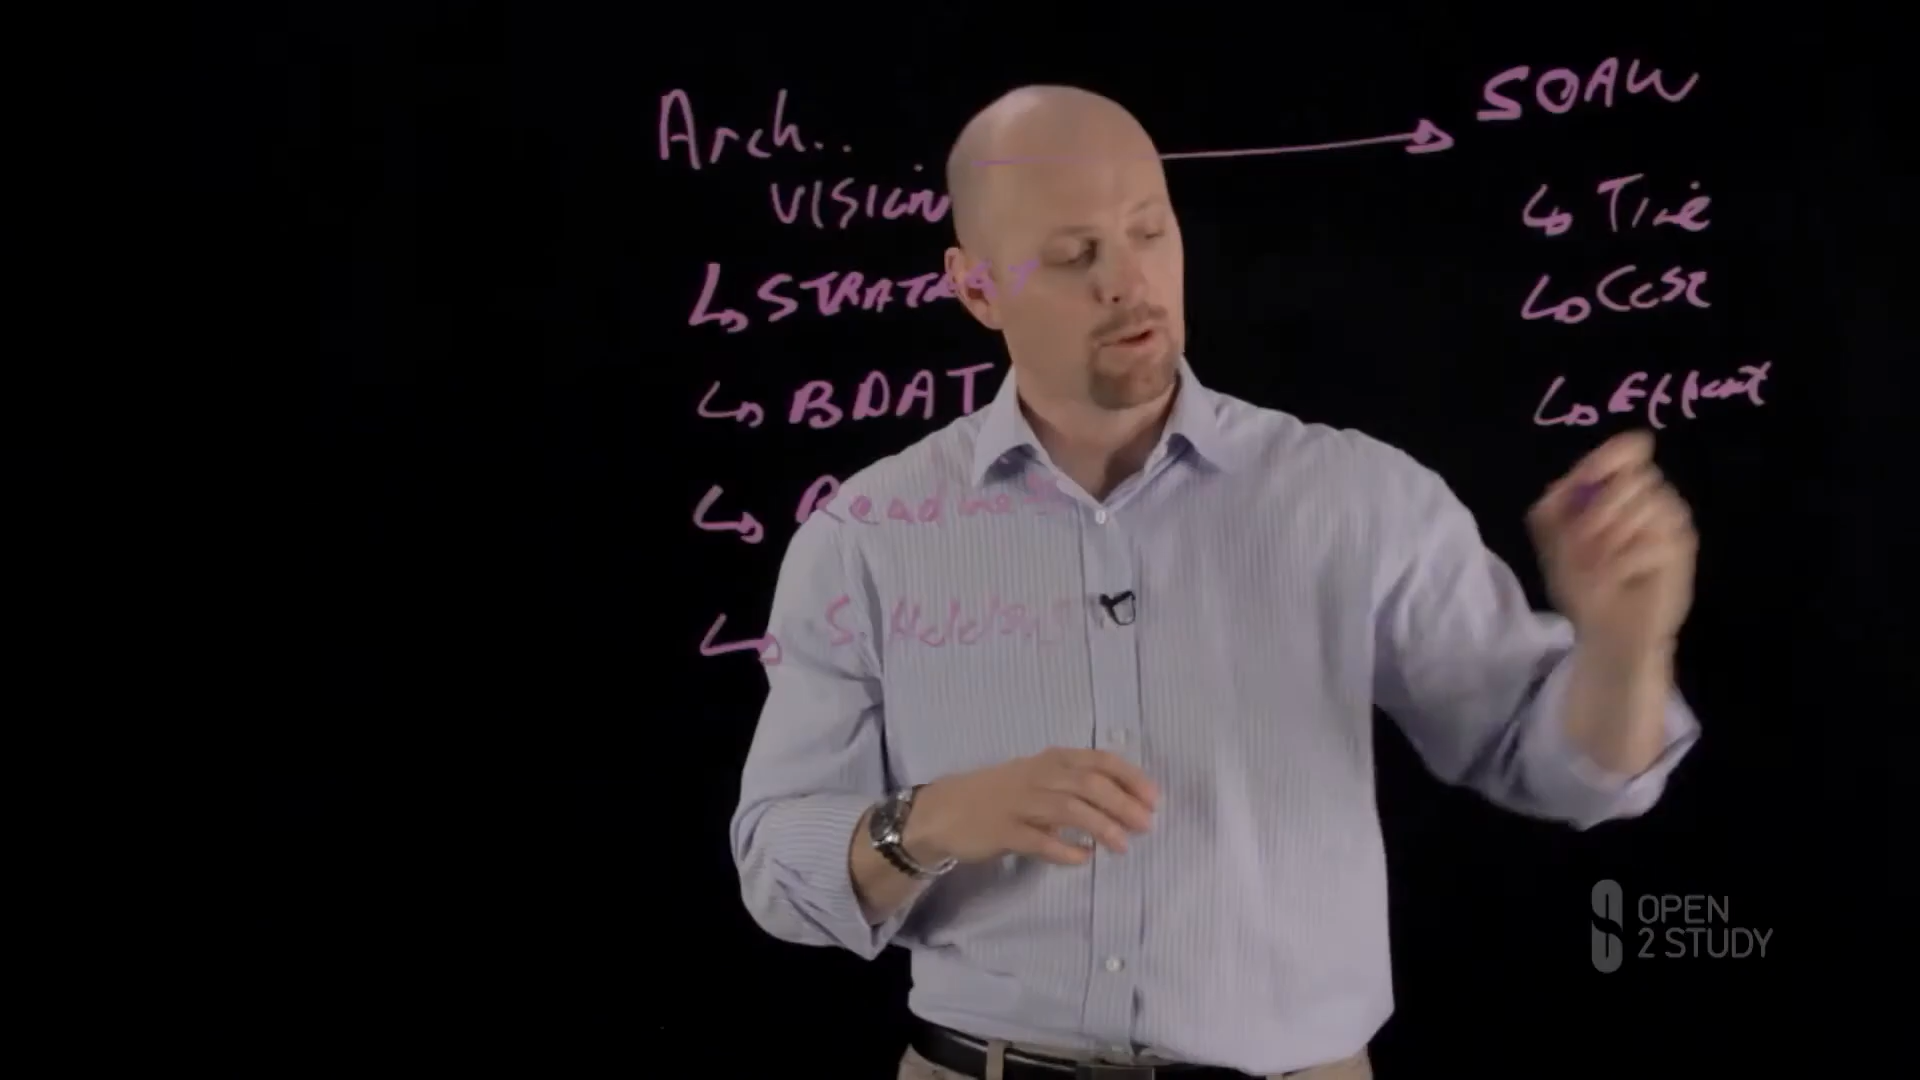 Arch..
VISION
STRATEGY
BDAT
Readiness
S. Holders
SOAW
Time
Cost
Effort
OPEN
2 STUDY